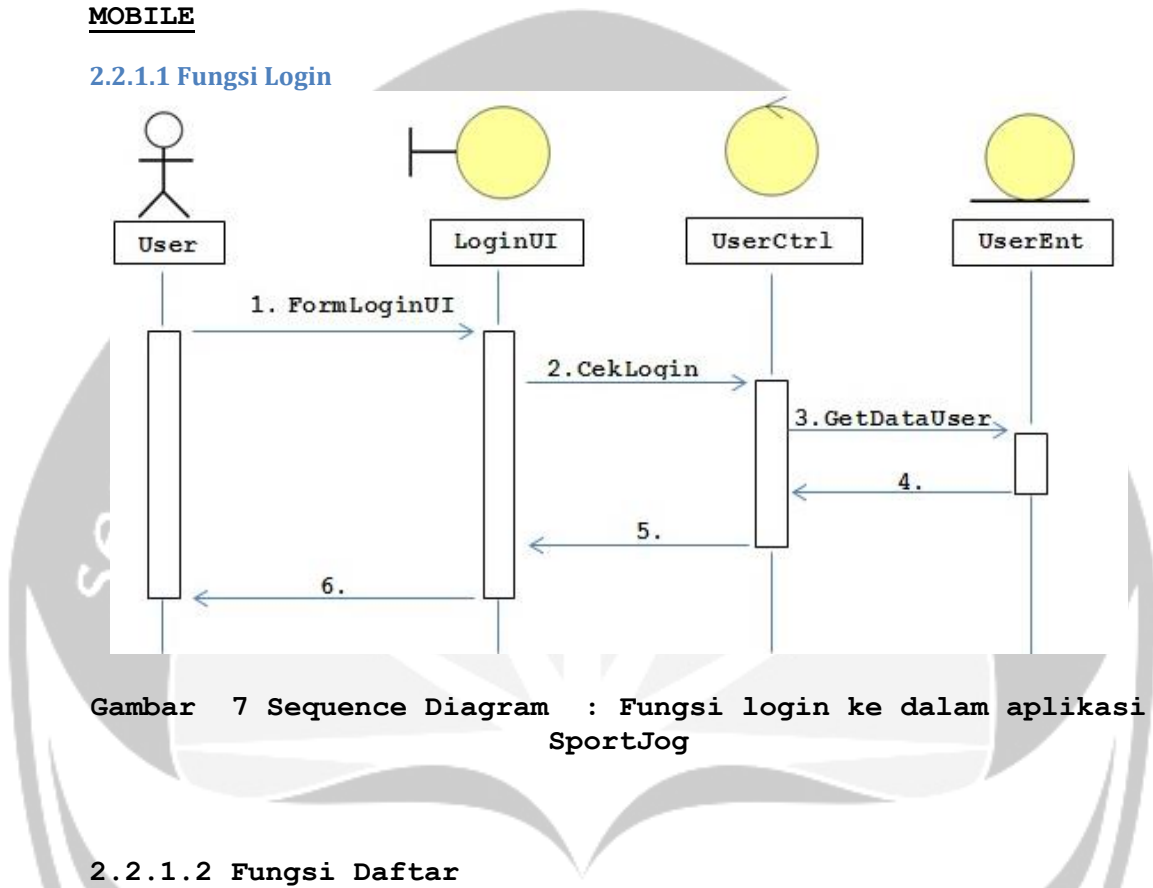 MOBILE
2.2.1.1 Fungsi Login
User
LoginUI
UserCtrl
UserEnt
1. FormLoginUI
2.CekLogin
3.GetDataUser
4.
5.
6.
Gambar 7 Sequence Diagram : Fungsi login ke dalam aplikasi
SportJog
2.2.1.2 Fungsi Daftar